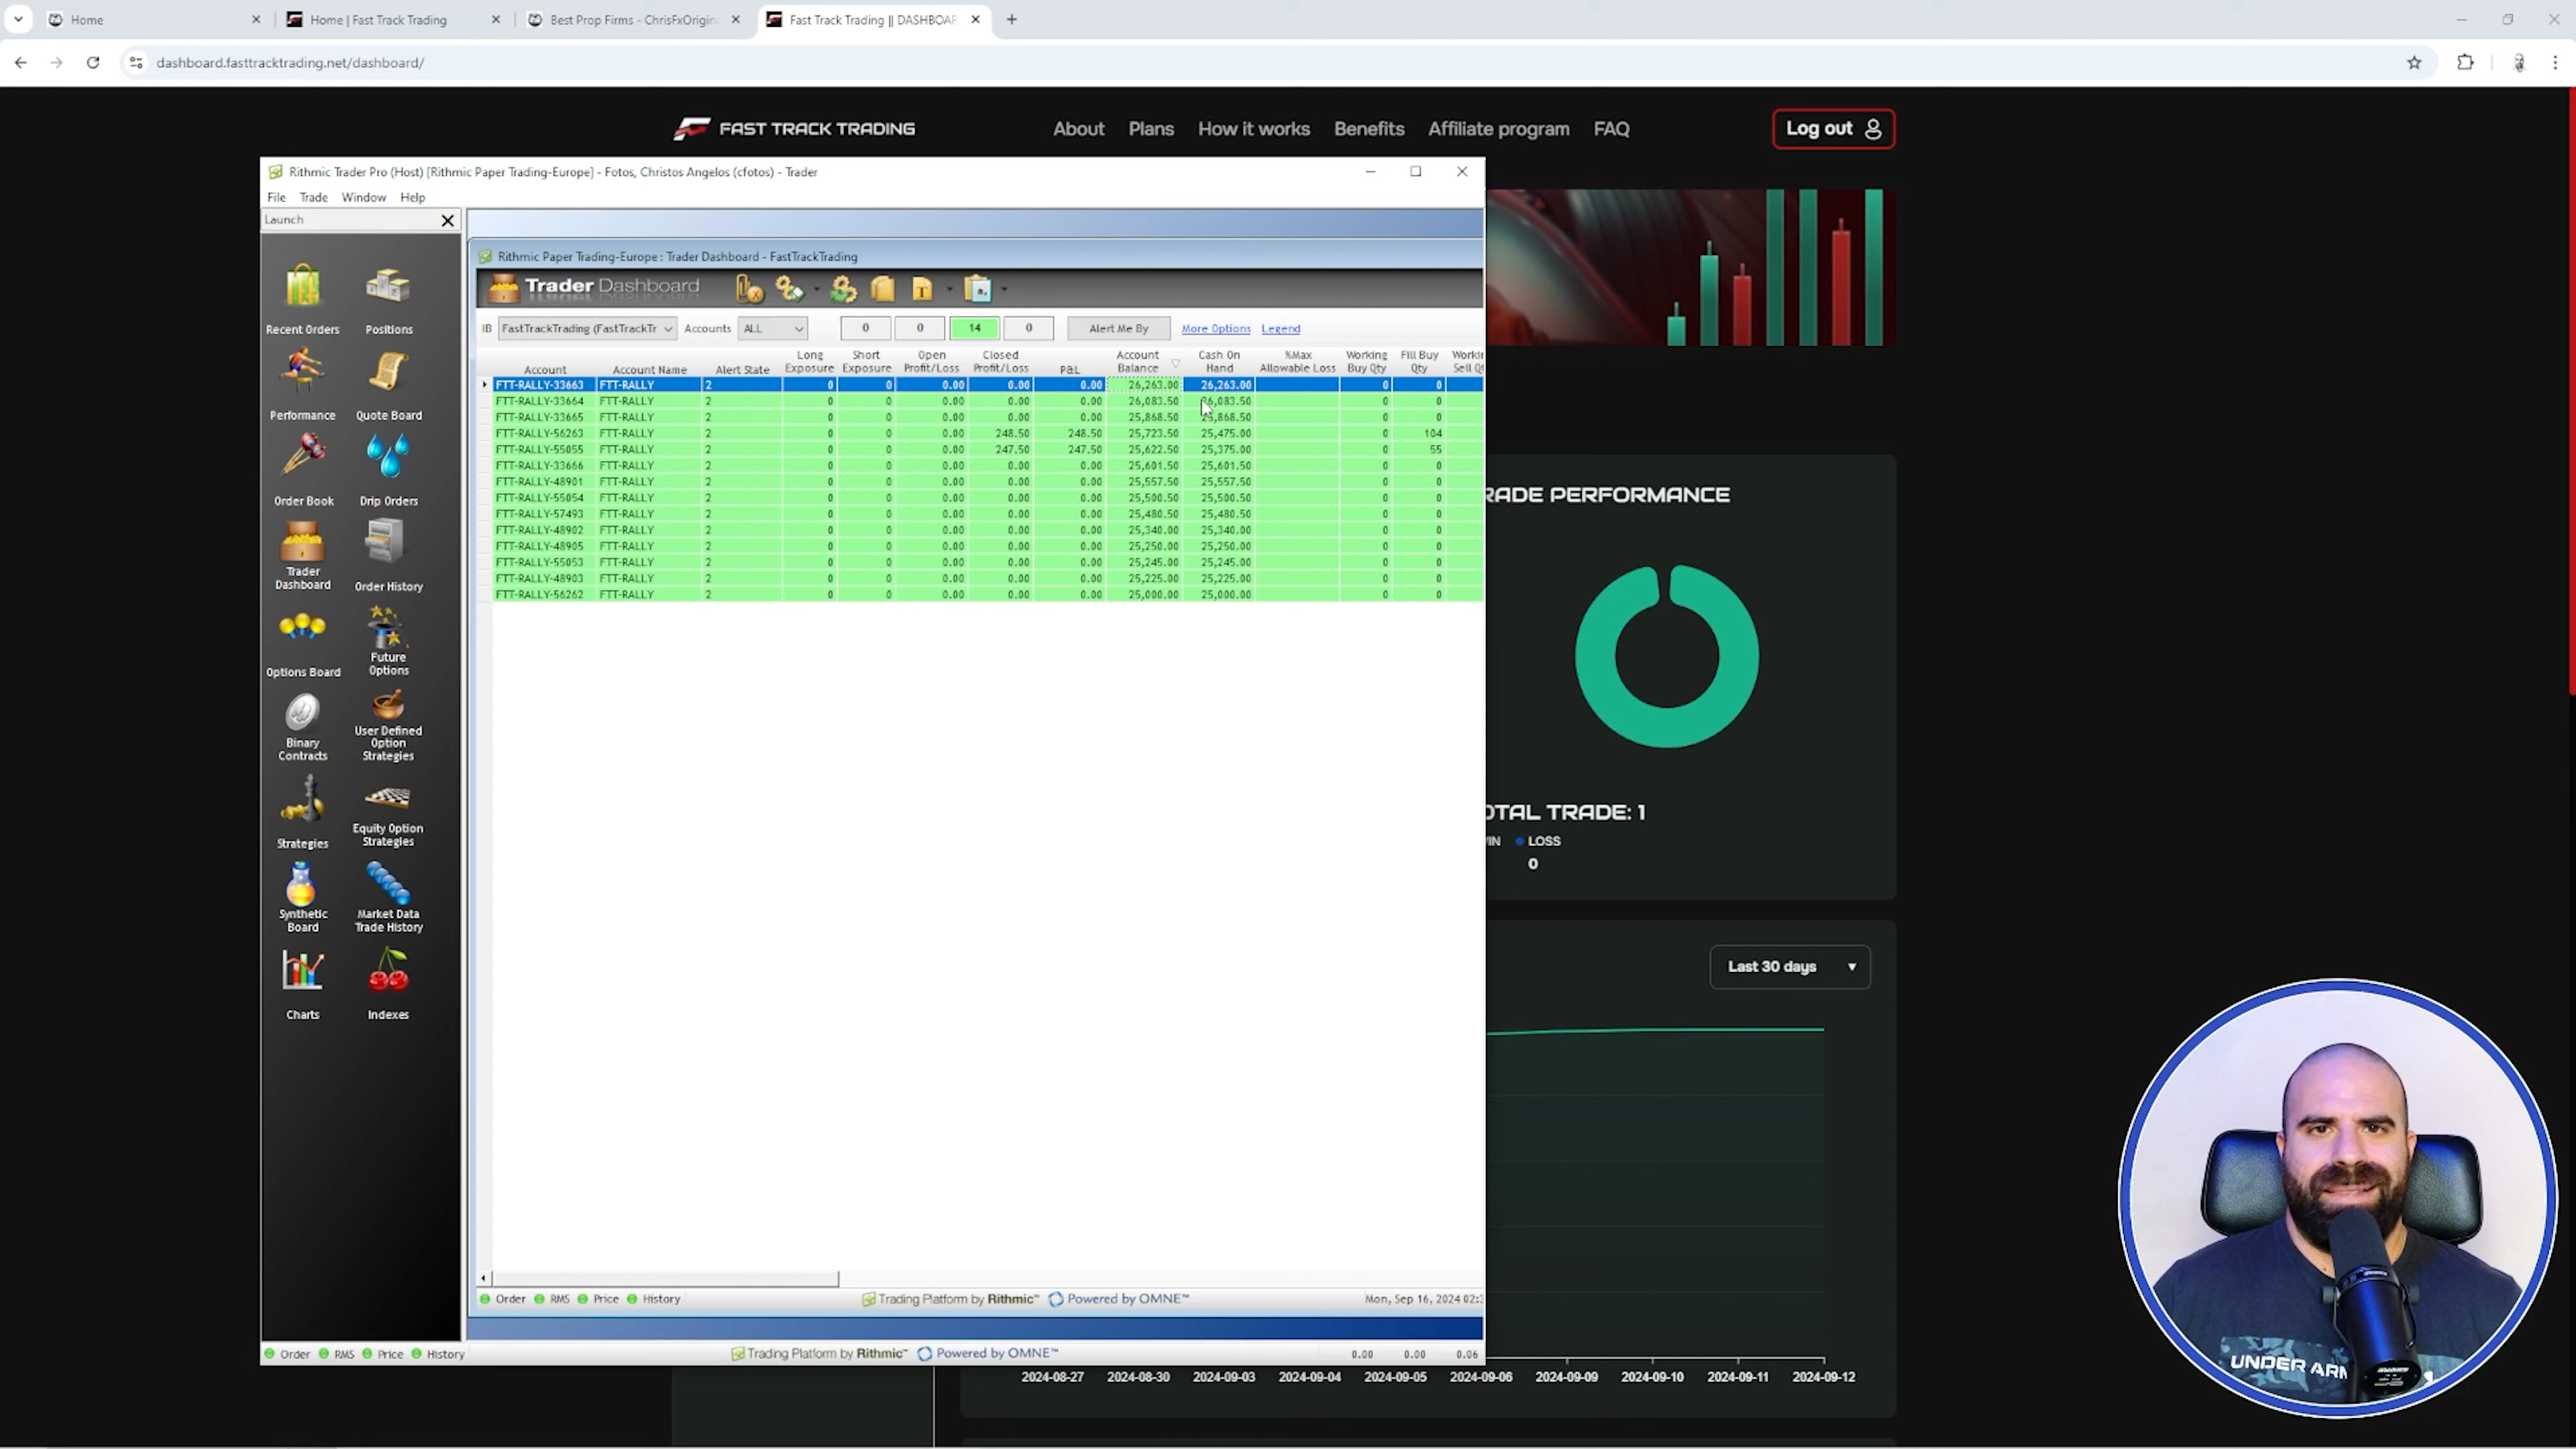 Home
Home | Fast Track Trading
Best Prop Firms - ChrisFxOrigin
Fast Track Trading || DASHBOAR
dashboard.fasttracktrading.net/dashboard/
FAST TRACK TRADING
About
Plans
How it works
Benefits
Affiliate program
FAQ
Log out
Rithmic Trader Pro (Host) [Rithmic Paper Trading-Europe] - Fotos, Christos Angelos (cfotos) - Trader
File Trade Window Help
Launch
Recent Orders
Positions
Performance
Quote Board
Order Book
Drip Orders
Trader Dashboard
Order History
Options Board
Future Options
Binary Contracts
User Defined Option Strategies
Strategies
Equity Option Strategies
Synthetic Board
Market Data Trade History
Charts
Indexes
Rithmic Paper Trading-Europe : Trader Dashboard - FastTrackTrading
Trader Dashboard
IB FastTrackTrading (FastTrackTr Accounts ALL 0 0 14 0 Alert Me By More Options Legend
Account Account Name Alert State Long Exposure Short Exposure Open Profit/Loss Closed Profit/Loss P&L Account Balance Cash On Hand %Max Allowable Loss Working Buy Qty Fill Buy Qty
FTT-RALLY-33663 FTT-RALLY 2 0 0 0.00 0.00 0.00 26,263.00 26,263.00 0 0
FTT-RALLY-33664 FTT-RALLY 2 0 0 0.00 0.00 0.00 26,083.50 26,083.50 0 0
FTT-RALLY-33665 FTT-RALLY 2 0 0 0.00 0.00 0.00 25,868.50 25,868.50 0 0
FTT-RALLY-56263 FTT-RALLY 2 0 0 0.00 248.50 248.50 25,723.50 25,475.00 0 104
FTT-RALLY-55055 FTT-RALLY 2 0 0 0.00 247.50 247.50 25,622.50 25,375.00 0 55
FTT-RALLY-33666 FTT-RALLY 2 0 0 0.00 0.00 0.00 25,601.50 25,601.50 0 0
FTT-RALLY-48901 FTT-RALLY 2 0 0 0.00 0.00 0.00 25,557.50 25,557.50 0 0
FTT-RALLY-55054 FTT-RALLY 2 0 0 0.00 0.00 0.00 25,500.50 25,500.50 0 0
FTT-RALLY-57493 FTT-RALLY 2 0 0 0.00 0.00 0.00 25,480.50 25,480.50 0 0
FTT-RALLY-48902 FTT-RALLY 2 0 0 0.00 0.00 0.00 25,340.00 25,340.00 0 0
FTT-RALLY-48905 FTT-RALLY 2 0 0 0.00 0.00 0.00 25,250.00 25,250.00 0 0
FTT-RALLY-55053 FTT-RALLY 2 0 0 0.00 0.00 0.00 25,245.00 25,245.00 0 0
FTT-RALLY-48903 FTT-RALLY 2 0 0 0.00 0.00 0.00 25,225.00 25,225.00 0 0
FTT-RALLY-56262 FTT-RALLY 2 0 0 0.00 0.00 0.00 25,000.00 25,000.00 0 0
Order RMS Price History Trading Platform by Rithmic™ Powered by OMNE™ Mon, Sep 16, 2024 02:
Order RMS Price History Trading Platform by Rithmic™ Powered by OMNE™ 0.00 0.00 0.06
RADE PERFORMANCE
OTAL TRADE: 1
IN LOSS
0
Last 30 days
2024-08-27 2024-08-30 2024-09-03 2024-09-04 2024-09-05 2024-09-06 2024-09-09 2024-09-10 2024-09-11 2024-09-12
UNDER ARM